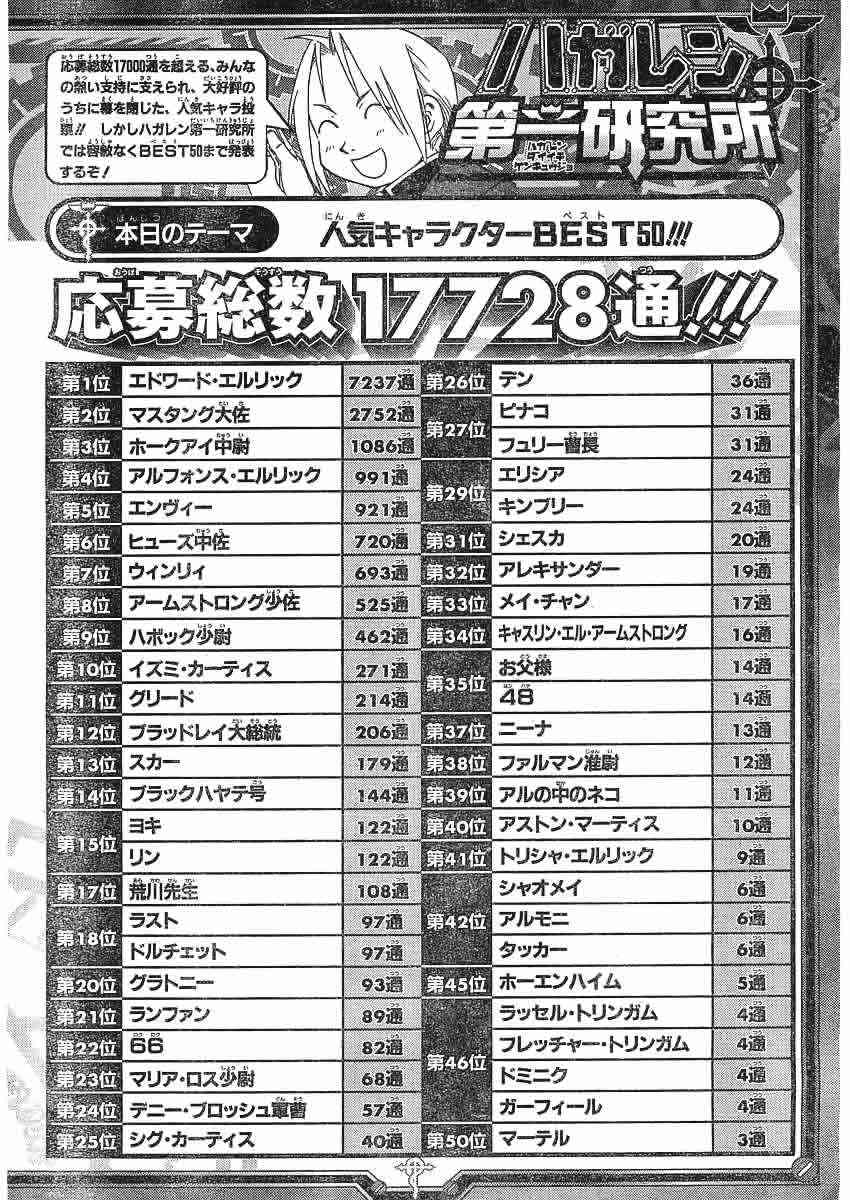 応募総数17000通を超える、みんな
の熱い支持に支えられ、大好評の
うちに幕を閉じた、人気キャラ投
票!! しかしハガレン第一研究所
では容赦なくBEST50まで発表
するぞ!
ハガレン
第一研究所
ハガレン
ダイイチ
ケンキュウショ
本日のテーマ
人気キャラクターBEST50!!!
応募総数17728通!!!
第1位 エドワード・エルリック 7237通
第2位 マスタング大佐 2752通
第3位 ホークアイ中尉 1086通
第4位 アルフォンス・エルリック 991通
第5位 エンヴィー 921通
第6位 ヒューズ中佐 720通
第7位 ウィンリィ 693通
第8位 アームストロング少佐 525通
第9位 ハボック少尉 462通
第10位 イズミ・カーティス 271通
第11位 グリード 214通
第12位 ブラッドレイ大総統 206通
第13位 スカー 179通
第14位 ブラックハヤテ号 144通
第15位 ヨキ 122通
リン 122通
第17位 荒川先生 108通
第18位 ラスト 97通
ドルチェット 97通
第20位 グラトニー 93通
第21位 ランファン 89通
第22位 66 82通
第23位 マリア・ロス少尉 68通
第24位 デニー・ブロッシュ軍曹 57通
第25位 シグ・カーティス 40通
第26位 デン 36通
第27位 ピナコ 31通
フュリー曹長 31通
第29位 エリシア 24通
キンブリー 24通
第31位 シェスカ 20通
第32位 アレキサンダー 19通
第33位 メイ・チャン 17通
第34位 キャスリン・エル・アームストロング 16通
第35位 お父様 14通
48 14通
第37位 ニーナ 13通
第38位 ファルマン准尉 12通
第39位 アルの中のネコ 11通
第40位 アストン・マーティス 10通
第41位 トリシャ・エルリック 9通
第42位 シャオメイ 6通
アルモニ 6通
タッカー 6通
第45位 ホーエンハイム 5通
第46位 ラッセル・トリンガム 4通
フレッチャー・トリンガム 4通
ドミニク 4通
ガーフィール 4通
第50位 マーテル 3通